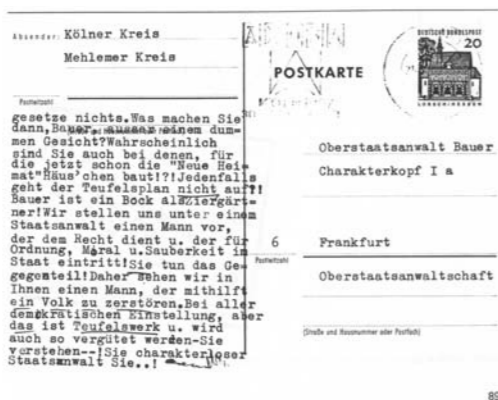 Absender: Kölner Kreis
Mehlemer Kreis
Postleitzahl
gesetze nichts.Was machen Sie
dann,Bauer, ausser einem dum=
men Gesicht?Wahrscheinlich
sind Sie auch bei denen, für
die jetzt schon die "Neue Hei=
mat"Häus'chen baut!?!Jedenfalls
geht der Teufelsplan nicht auf?!
Bauer ist ein Bock alsZiergärt=
ner!Wir stellen uns unter einem
Staatsanwalt einen Mann vor,
der dem Recht dient u. der für
Ordnung, Moral u.Sauberkeit im
Staat eintritt!Sie tun das Ge=
gegenteil!Daher sehen wir in
Ihnen einen Mann, der mithilft
ein Volk zu zerstören.Bei aller
demokratischen Einstellung, aber
das ist Teufelswerk u. wird
auch so vergütet werden-Sie
verstehen--!Sie charakterloser
Staatsanwalt Sie..!
POSTKARTE
DEUTSCHE BUNDESPOST
20
LORSCH/HESSEN
Oberstaatsanwalt Bauer
Charakterkopf I a
6 Frankfurt
Postleitzahl
Oberstaatsanwaltschaft
(Straße und Hausnummer oder Postfach)
89